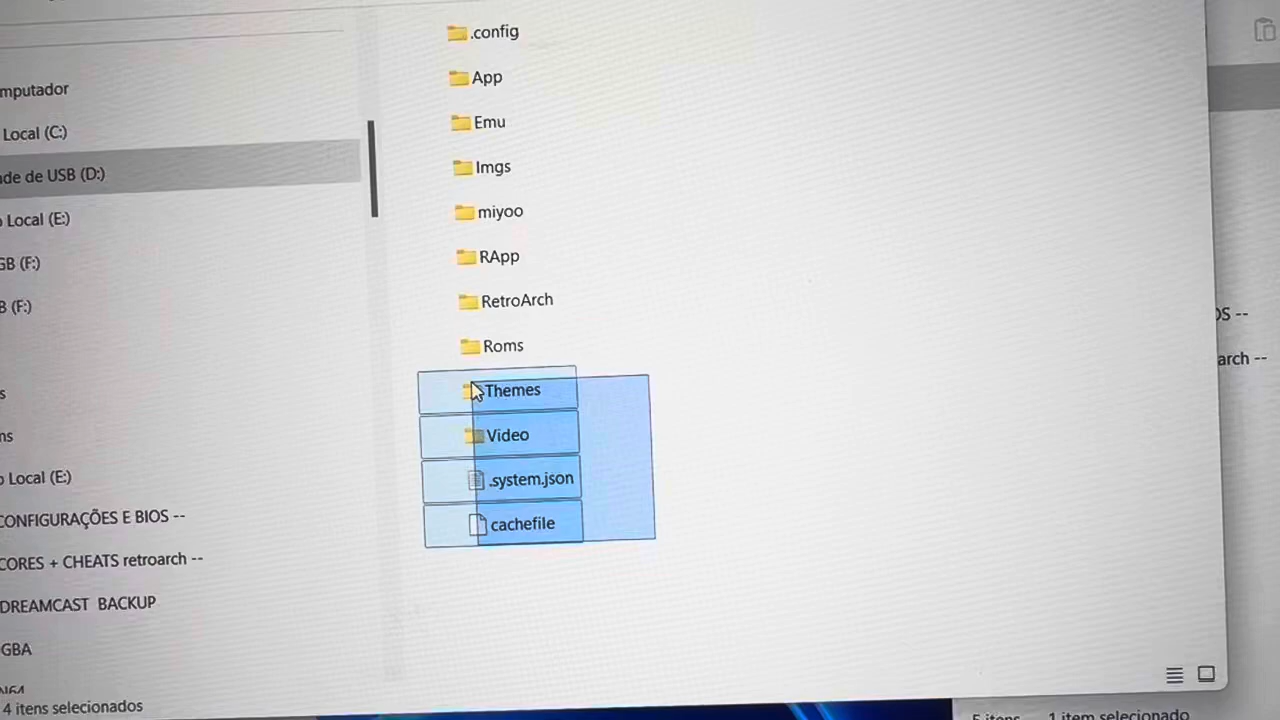 mputador
Local (C:)
ade de USB (D:)
Local (E:)
GB (F:)
B (F:)
s
ns
Local (E:)
CONFIGURAÇÕES E BIOS --
CORES + CHEATS retroarch --
DREAMCAST BACKUP
GBA
4 itens selecionados
.config
App
Emu
Imgs
miyoo
RApp
RetroArch
Roms
Themes
Video
.system.json
cachefile
OS --
arch --
5 itens
1 item selecionado